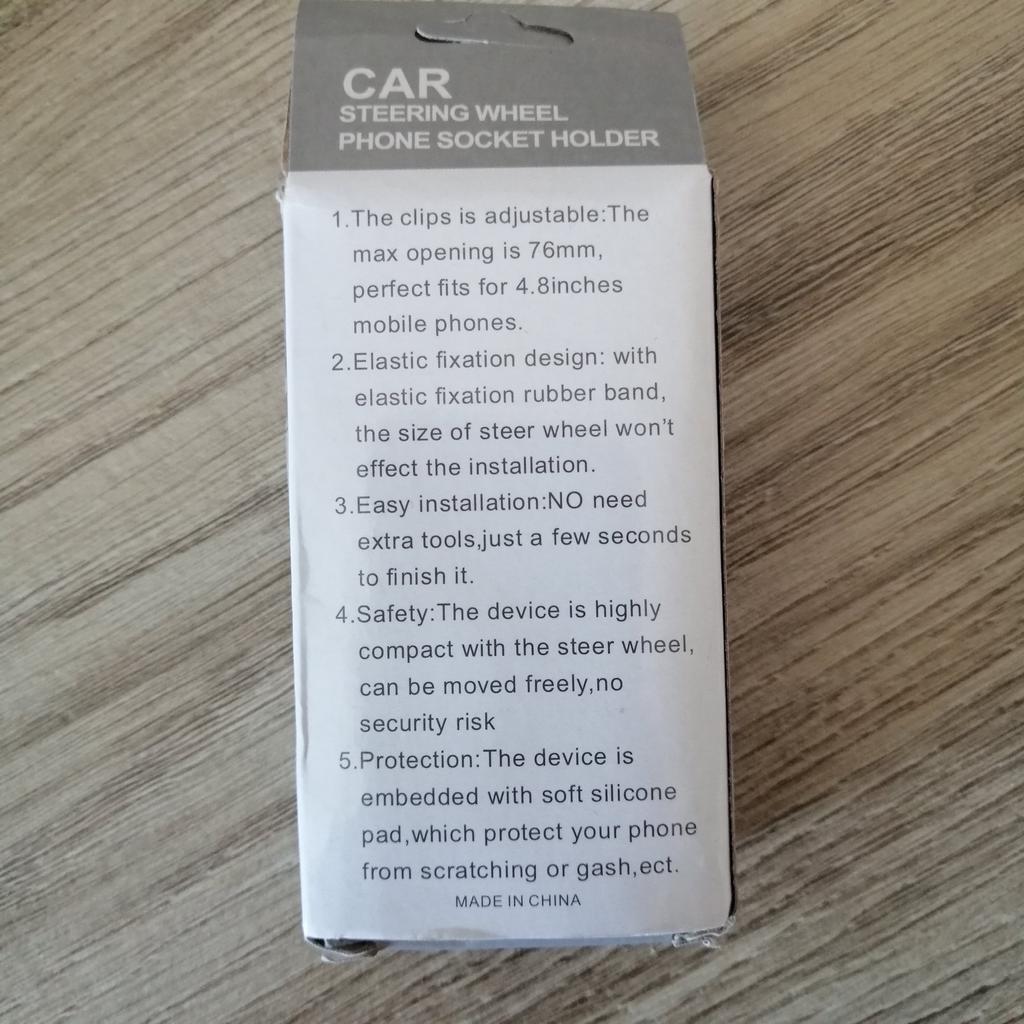 CAR
STEERING WHEEL
PHONE SOCKET HOLDER
1.The clips is adjustable:The
max opening is 76mm,
perfect fits for 4.8inches
mobile phones.
2.Elastic fixation design: with
elastic fixation rubber band,
the size of steer wheel won't
effect the installation.
3.Easy installation:NO need
extra tools,just a few seconds
to finish it.
4.Safety:The device is highly
compact with the steer wheel,
can be moved freely,no
security risk
5.Protection:The device is
embedded with soft silicone
pad,which protect your phone
from scratching or gash,ect.
MADE IN CHINA